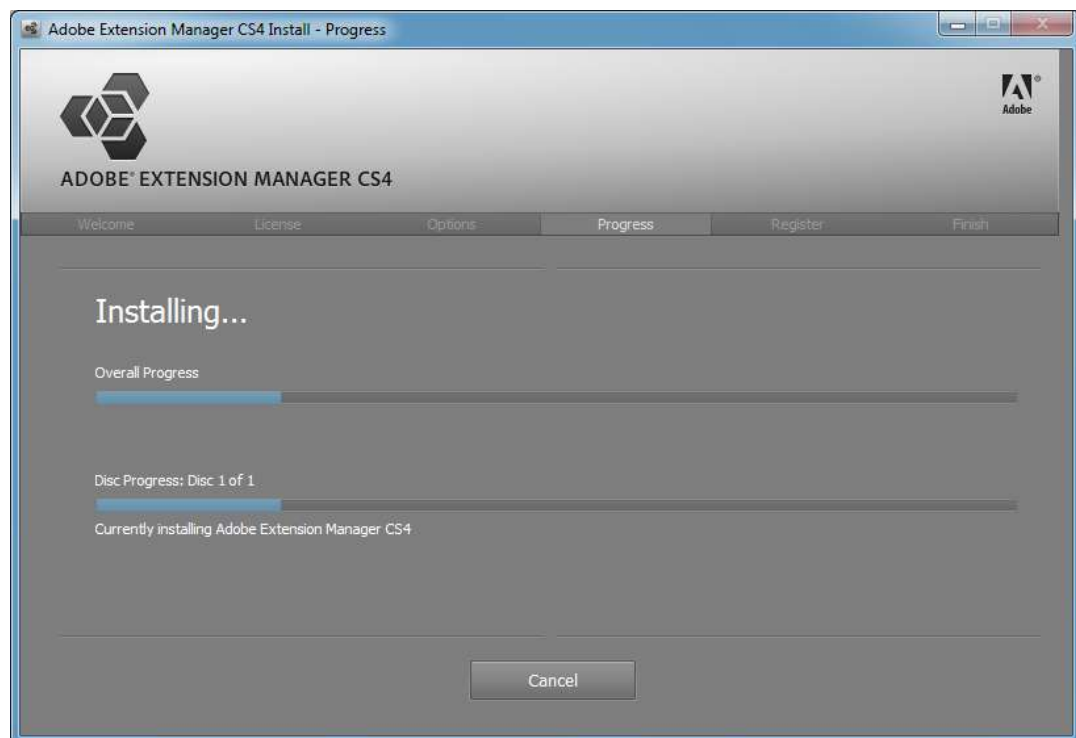 Adobe Extension Manager CS4 Install - Progress
Adobe®
ADOBE® EXTENSION MANAGER CS4
Welcome License Options Progress Register Finish
Installing...
Overall Progress
Disc Progress: Disc 1 of 1
Currently installing Adobe Extension Manager CS4
Cancel